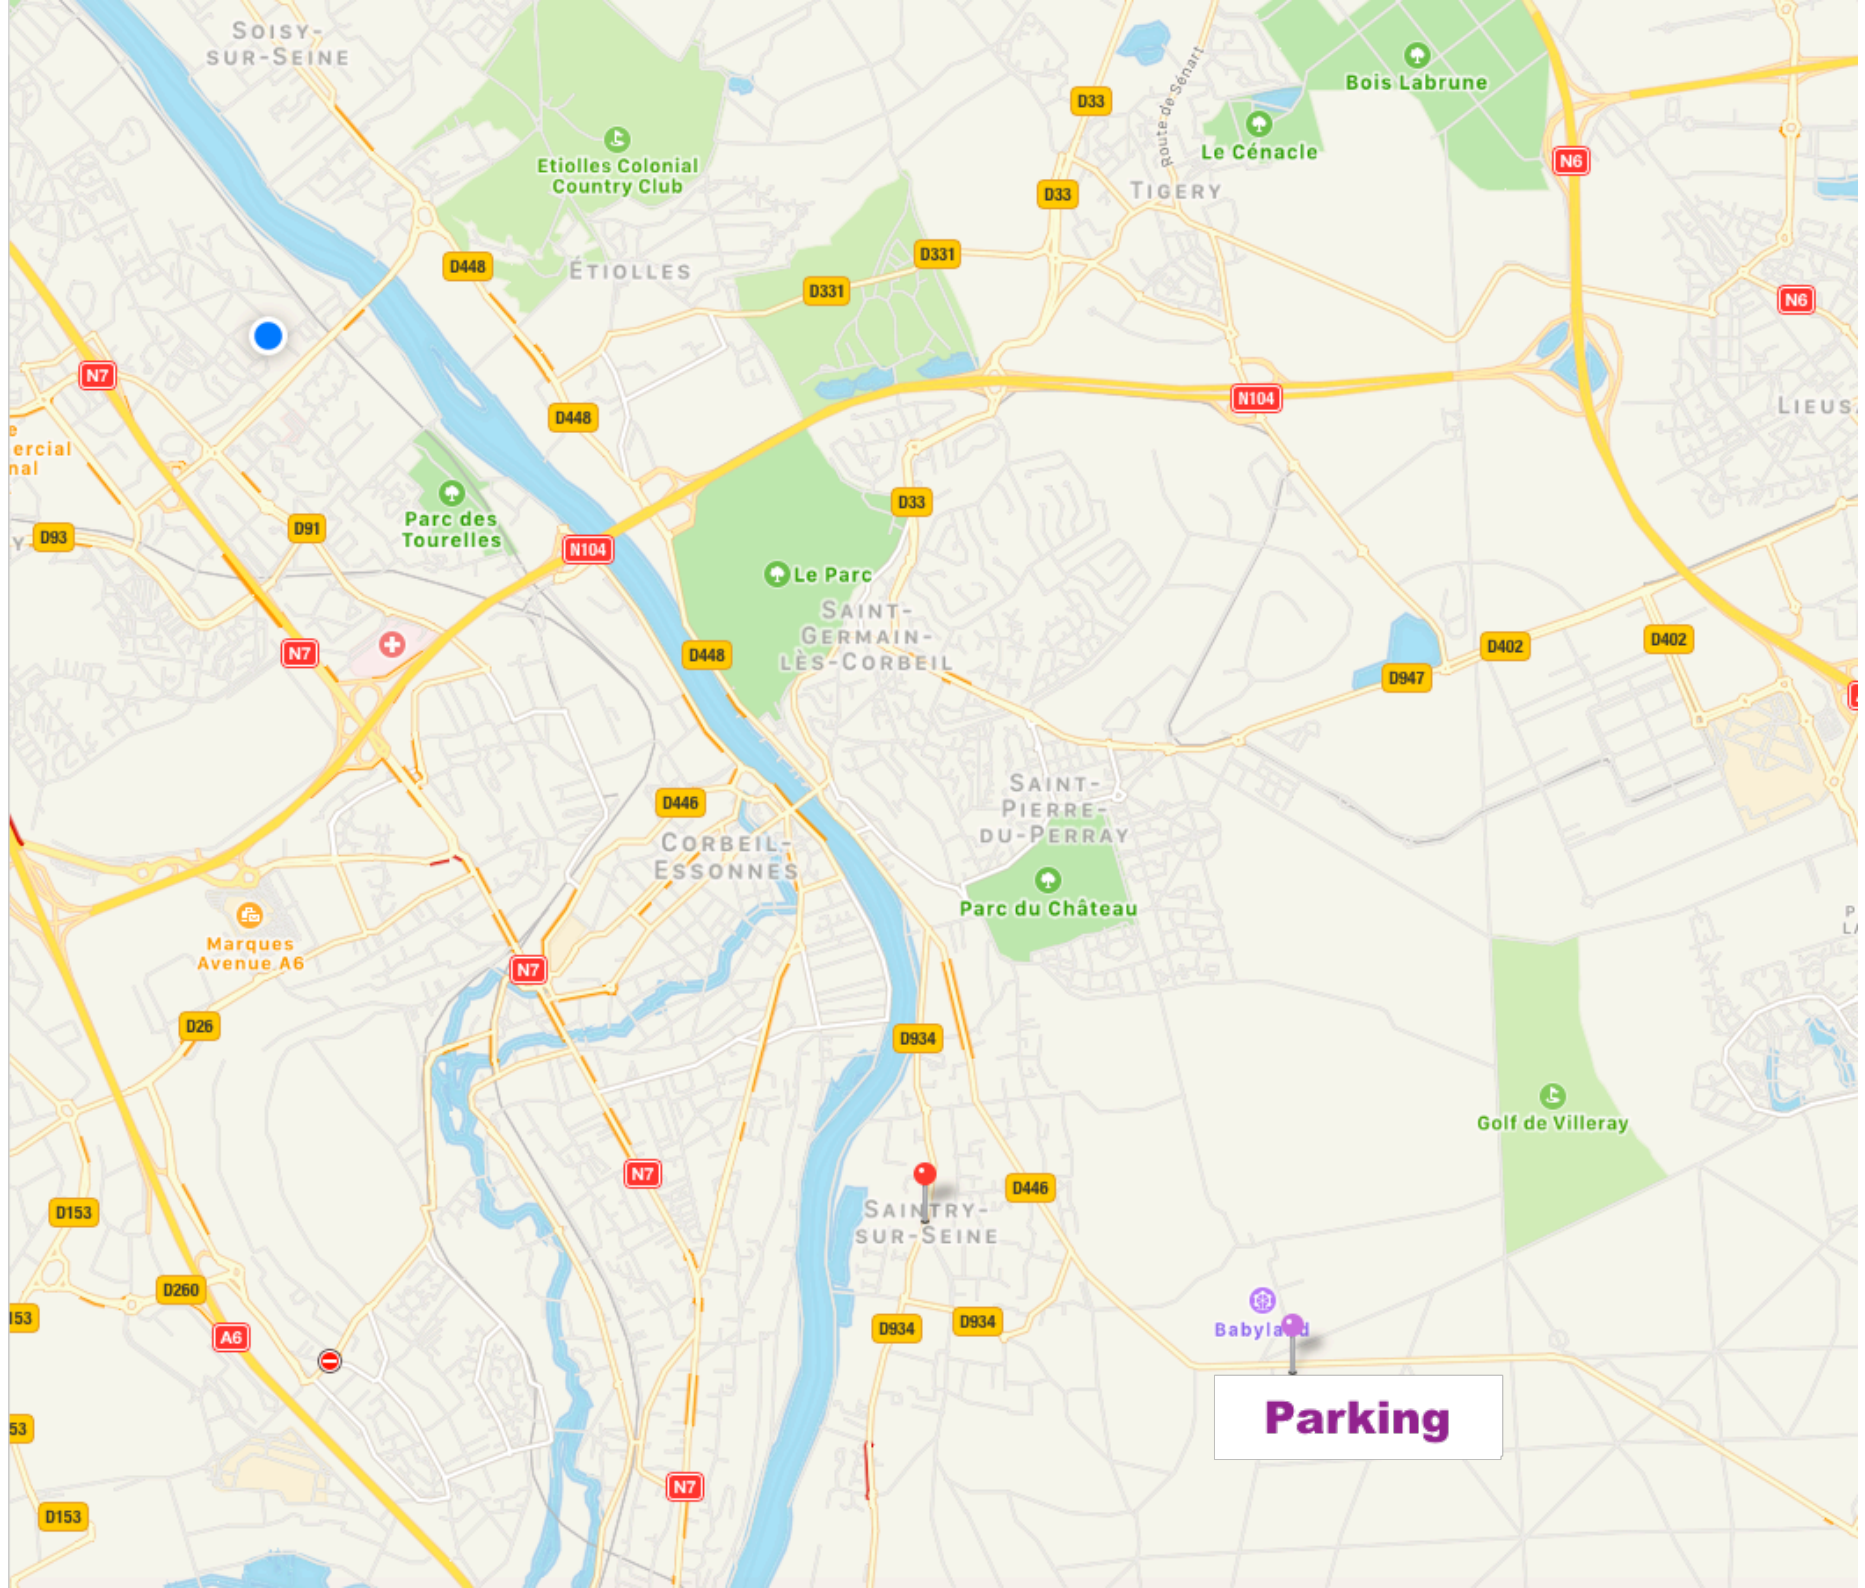 SOISY-
SUR-SEINE
D33
Bois Labrune
Etiolles Colonial
Country Club
Route de Sénart
Le Cénacle
N6
D33
TIGERY
D448
ÉTIOLLES
D331
D331
N6
N7
D448
N104
LIEUS
e
ercial
nal
Parc des
Tourelles
D33
D93
D91
N104
Y
Le Parc
SAINT-
GERMAIN-
LÈS-CORBEIL
N7
D448
D402
D402
D947
D446
SAINT-
PIERRE-
DU-PERRAY
CORBEIL-
ESSONNES
Parc du Château
P
LA
Marques
Avenue A6
N7
D26
D934
Golf de Villeray
N7
D446
D153
SAINTRY-
SUR-SEINE
D260
153
A6
D934
D934
Babyland
Parking
53
N7
D153